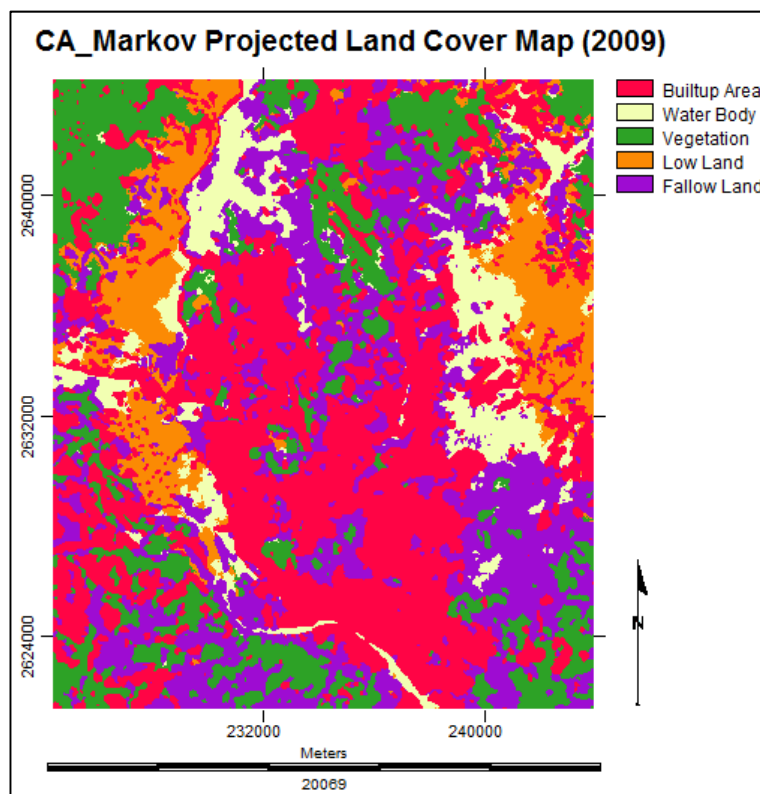 CA_Markov Projected Land Cover Map (2009)
Builtup Area
Water Body
Vegetation
Low Land
Fallow Land
2640000
2632000
2624000
N
232000
240000
Meters
20069